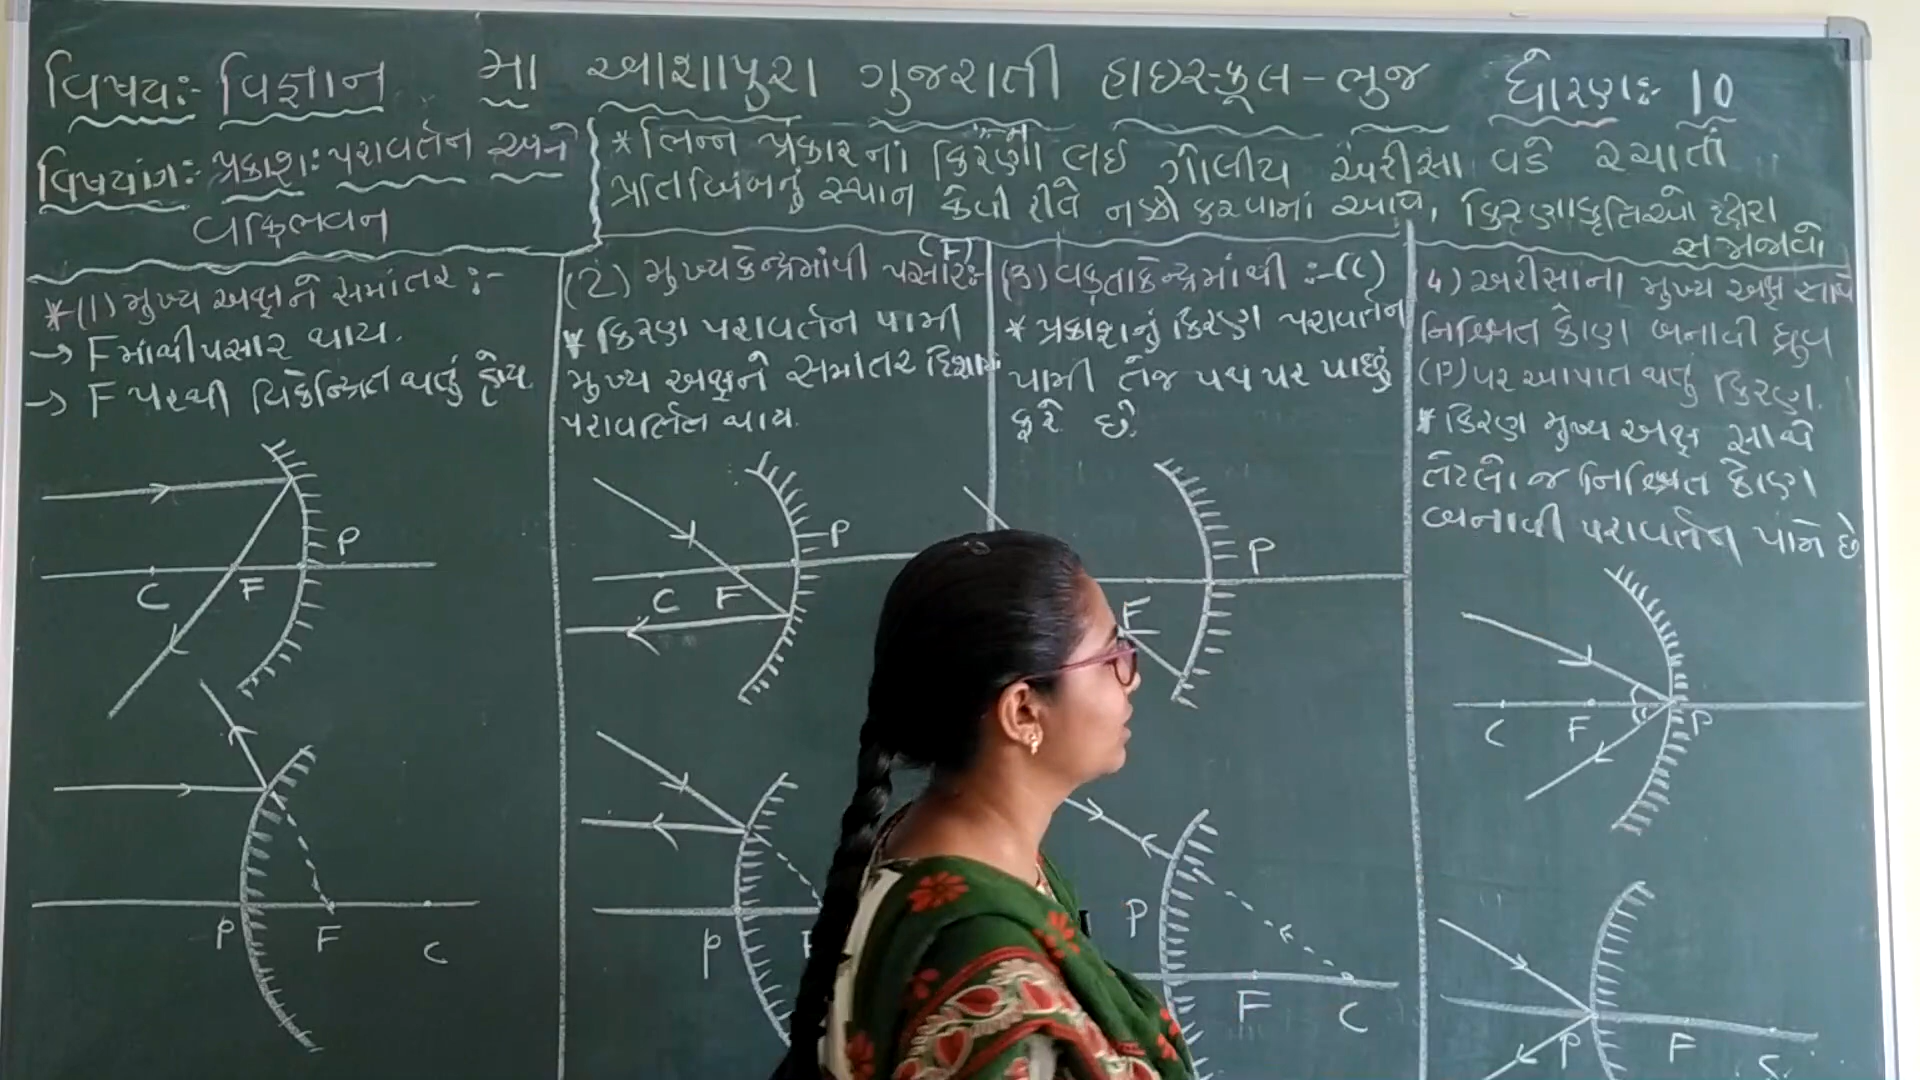 વિષય:- વિજ્ઞાન
મા આશાપુરા ગુજરાતી હાઇસ્કૂલ - ભુજ
ધોરણ:- 10
વિષયાંગ:- પ્રકાશ: પરાવર્તન અને
વક્રિભવન
* ભિન્ન પ્રકારનાં કિરણો લઈ ગોલીય અરીસા વડે રચાતાં
પ્રતિબિંબનું સ્થાન કેવી રીતે નક્કી કરવામાં આવે, કિરણાકૃતિઓ દ્વારા
સમજાવો
*(1) મુખ્ય અક્ષને સમાંતર :-
→ F માંથી પસાર થાય.
→ F પરથી વિકેન્દ્રિત થતું હોય
P
C F
P F C
(F)
(2) મુખ્યકેન્દ્રમાંથી પસાર:-
* કિરણ પરાવર્તન પામી
મુખ્ય અક્ષને સમાંતર દિશામાં
પરાવર્તિત થાય.
P
C F
P
(3) વક્રતાકેન્દ્રમાંથી :- (C)
* પ્રકાશનું કિરણ પરાવર્તન
પામી તેજ પથ પર પાછું
ફરે છે.
P
F
P
F C
4) અરીસાના મુખ્ય અક્ષ સાથે
નિશ્ચિત કોણ બનાવી ધ્રુવ
(P) પર આપાત થતું કિરણ.
* કિરણ મુખ્ય અક્ષ સાથે
તેટલો જ નિશ્ચિત કોણ
બનાવી પરાવર્તન પામે છે
C F P
P F C